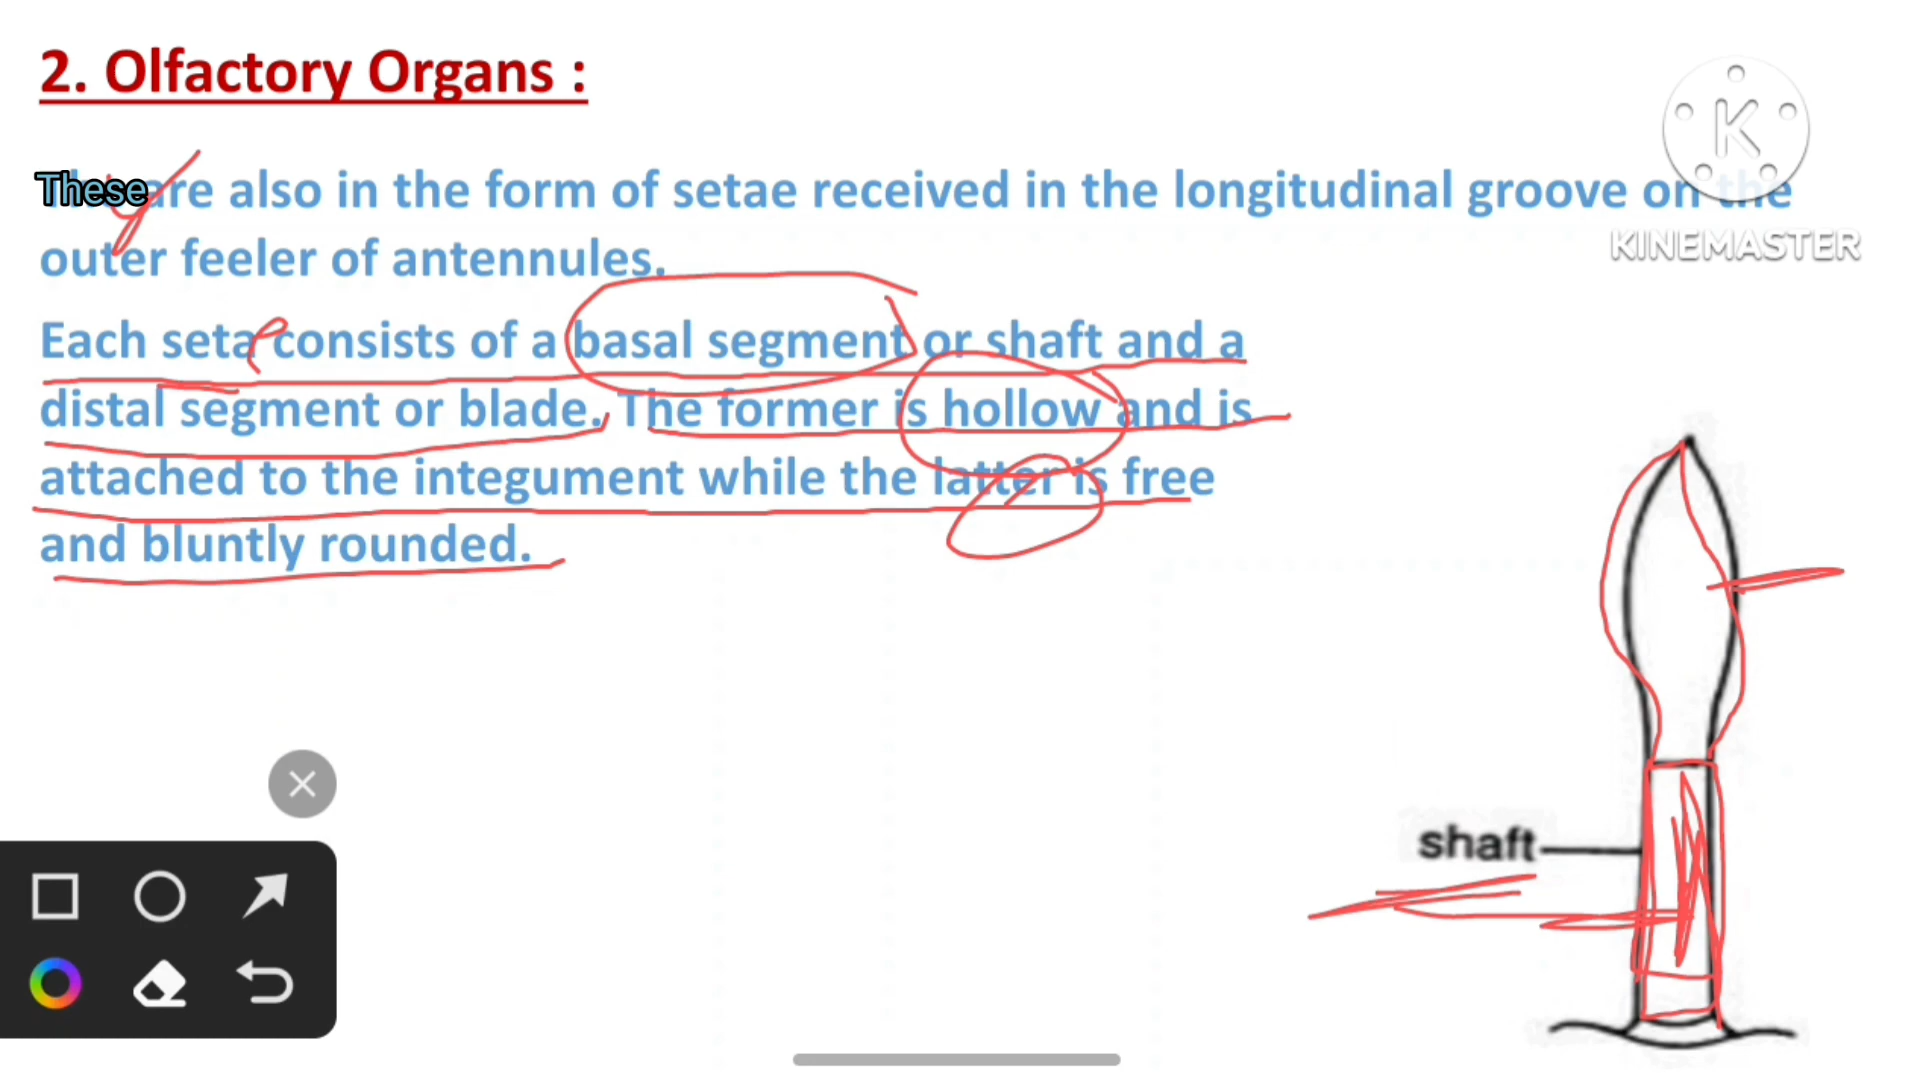 2. Olfactory Organs :
These are also in the form of setae received in the longitudinal groove on the
outer feeler of antennules.
Each seta consists of a basal segment or shaft and a
distal segment or blade. The former is hollow and is
attached to the integument while the latter is free
and bluntly rounded.
K
KINEMASTER
shaft